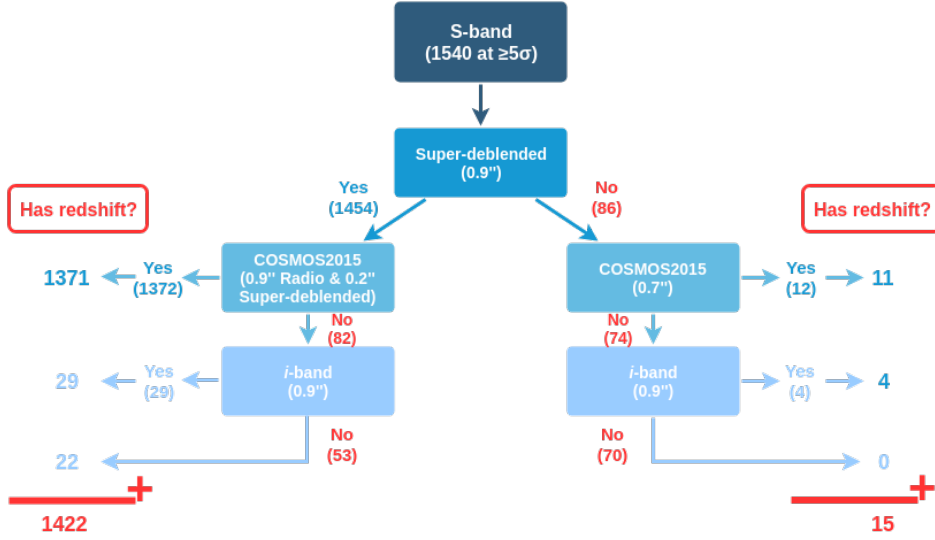 S-band
(1540 at ≥5σ)
Super-deblended
(0.9'')
Yes
(1454)
No
(86)
Has redshift?
Has redshift?
1371
Yes
(1372)
COSMOS2015
(0.9'' Radio & 0.2''
Super-deblended)
COSMOS2015
(0.7'')
Yes
(12)
11
No
(82)
No
(74)
29
Yes
(29)
i-band
(0.9'')
i-band
(0.9'')
Yes
(4)
4
No
(53)
No
(70)
22
0
+
+
1422
15